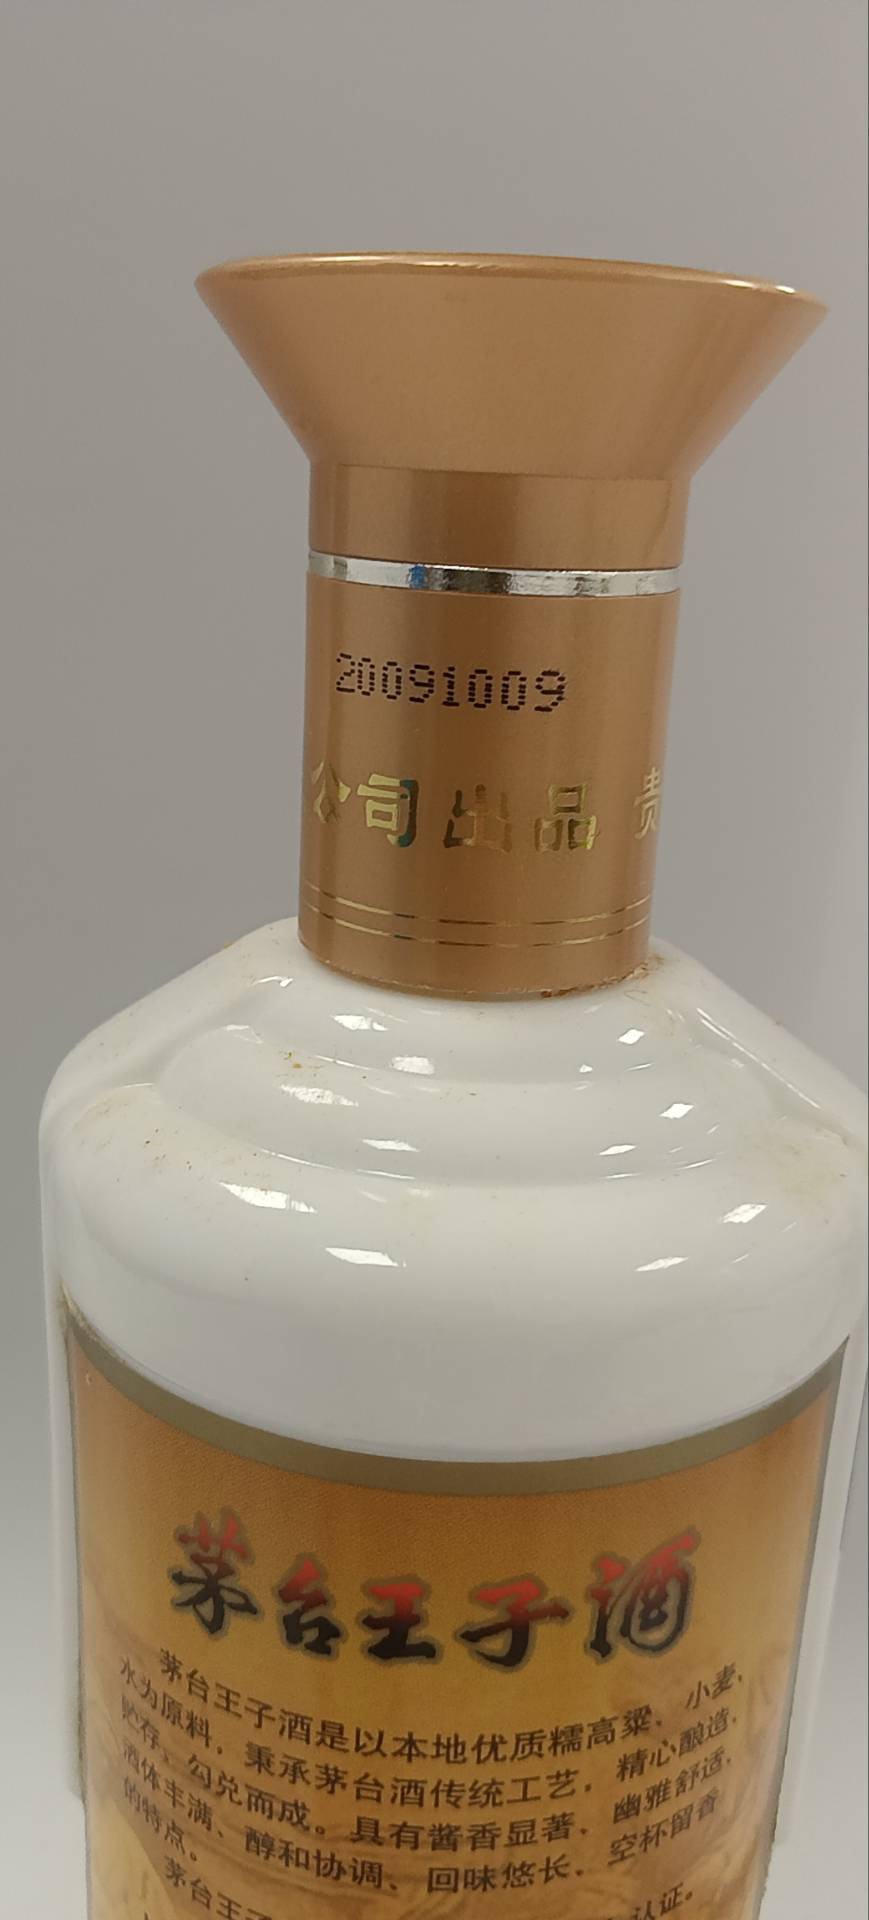 20091009
公司出品 贵
茅台王子酒
茅台王子酒是以本地优质糯高粱、小麦、
水为原料，秉承茅台酒传统工艺，精心酿造，
贮存、勾兑而成。具有酱香显著、幽雅舒适，
酒体丰满、醇和协调、回味悠长、空杯留香
的特点。
茅台王子 认证。